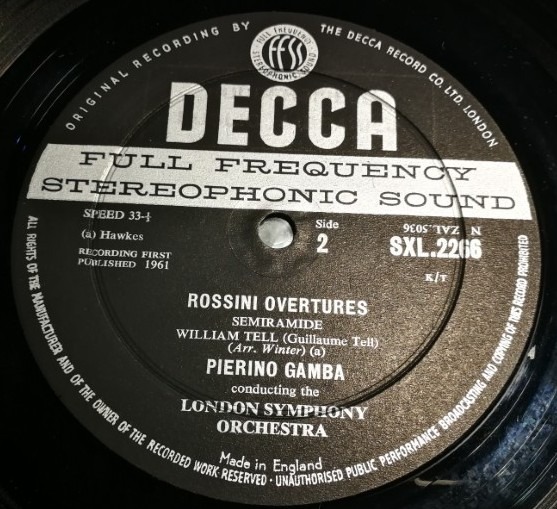 ORIGINAL RECORDING BY THE DECCA RECORD CO. LTD. LONDON
FULL FREQUENCY
ffss
STEREOPHONIC SOUND
DECCA
FULL FREQUENCY
STEREOPHONIC SOUND
SPEED 33-⅓
(a) Hawkes
RECORDING FIRST
PUBLISHED 1961
Side
2
ZAL.5036 N
SXL.2266
K/T
ROSSINI OVERTURES
SEMIRAMIDE
WILLIAM TELL (Guillaume Tell)
(Arr. Winter) (a)
PIERINO GAMBA
conducting the
LONDON SYMPHONY
ORCHESTRA
Made in England
ALL RIGHTS OF THE MANUFACTURER AND OF THE OWNER OF THE RECORDED WORK RESERVED · UNAUTHORISED PUBLIC PERFORMANCE BROADCASTING AND COPYING OF THIS RECORD PROHIBITED